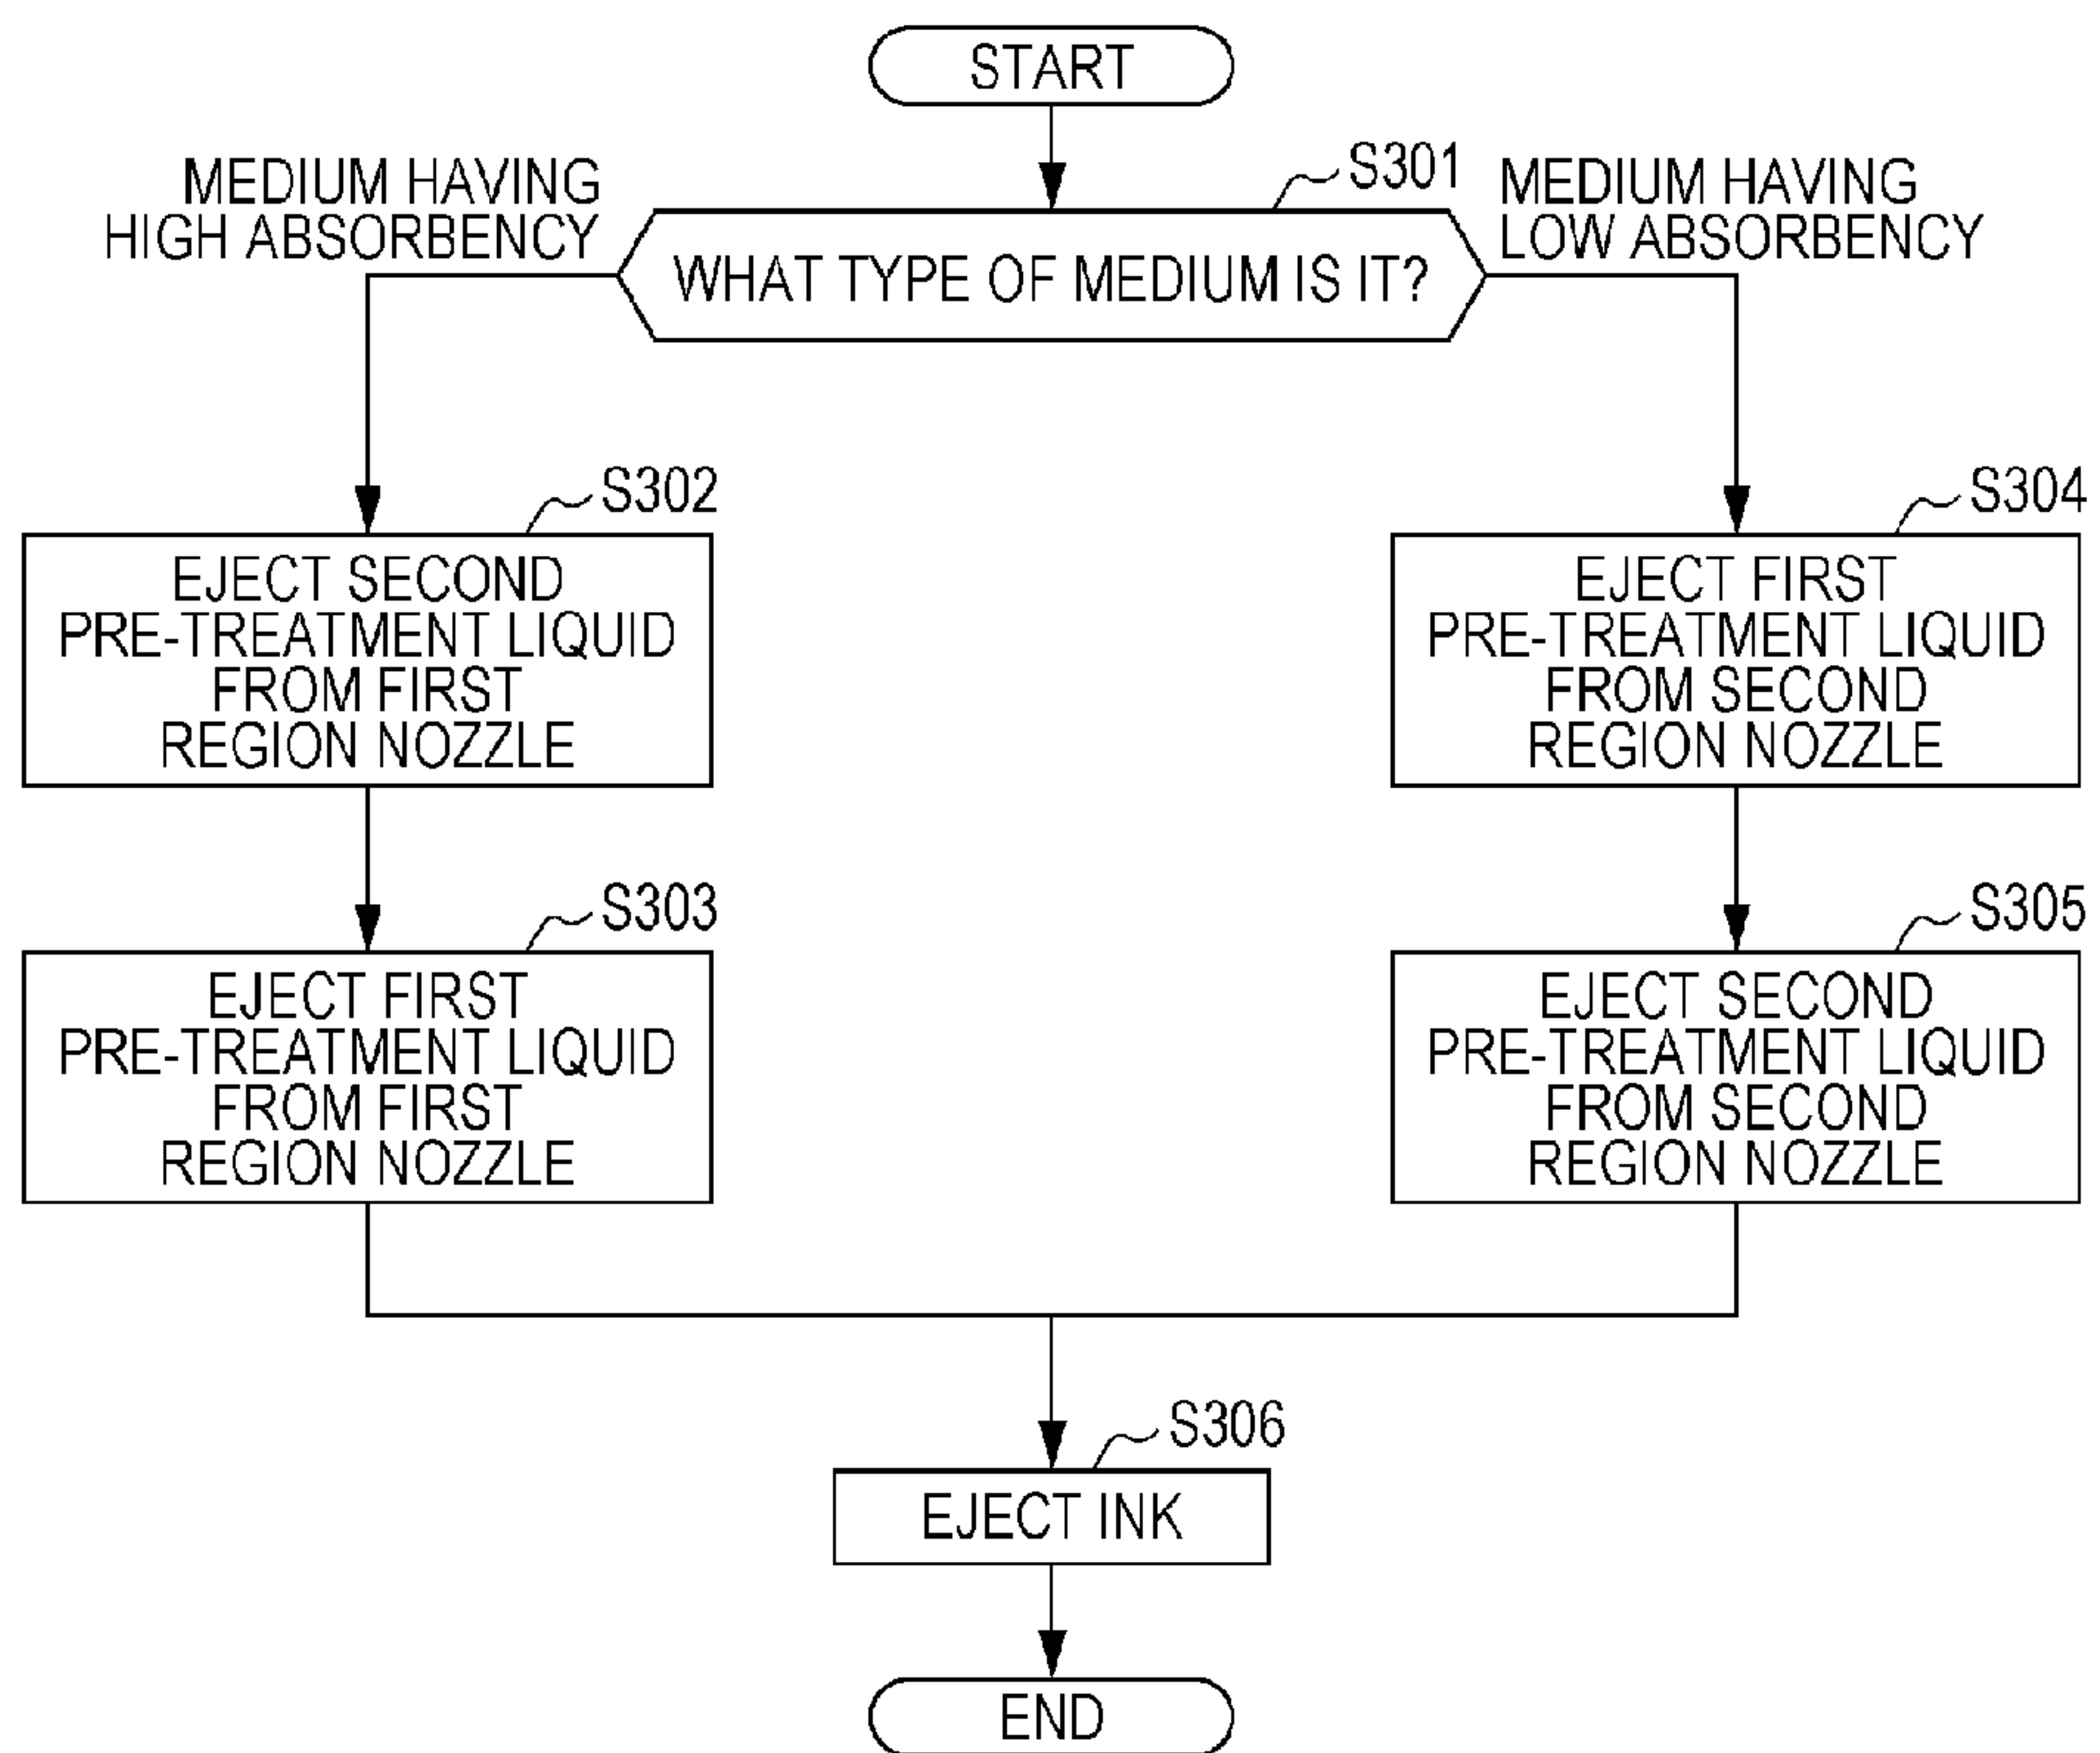 START
S301
MEDIUM HAVING
HIGH ABSORBENCY
MEDIUM HAVING
LOW ABSORBENCY
WHAT TYPE OF MEDIUM IS IT?
S302
EJECT SECOND
PRE-TREATMENT LIQUID
FROM FIRST
REGION NOZZLE
S304
EJECT FIRST
PRE-TREATMENT LIQUID
FROM SECOND
REGION NOZZLE
S303
EJECT FIRST
PRE-TREATMENT LIQUID
FROM FIRST
REGION NOZZLE
S305
EJECT SECOND
PRE-TREATMENT LIQUID
FROM SECOND
REGION NOZZLE
S306
EJECT INK
END